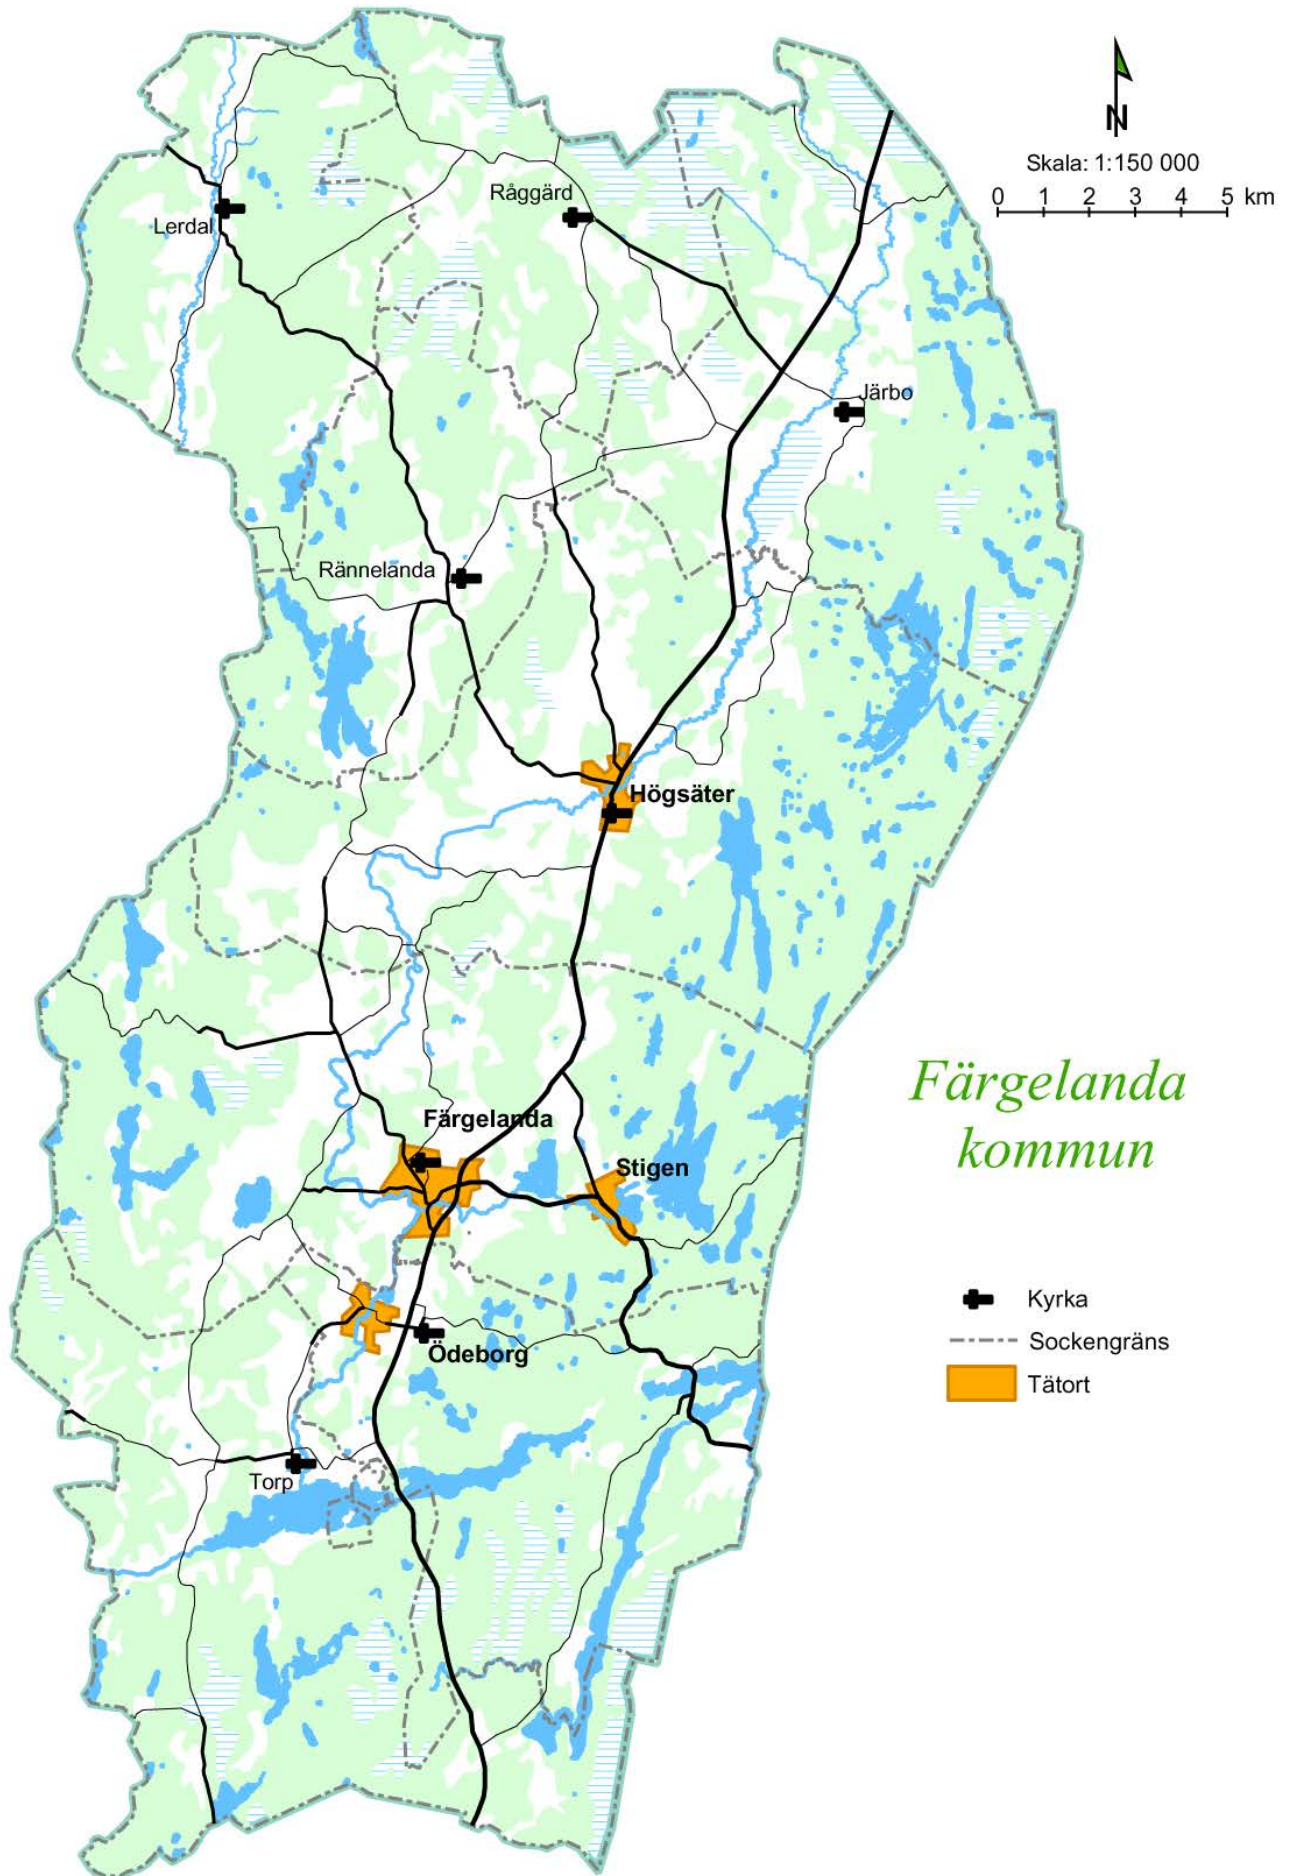 N
Skala: 1:150 000
0 1 2 3 4 5 km
Råggärd
Lerdal
Järbo
Rännelanda
Högsäter
Färgelanda
kommun
Färgelanda
Stigen
Kyrka
Sockengräns
Ödeborg
Tätort
Torp